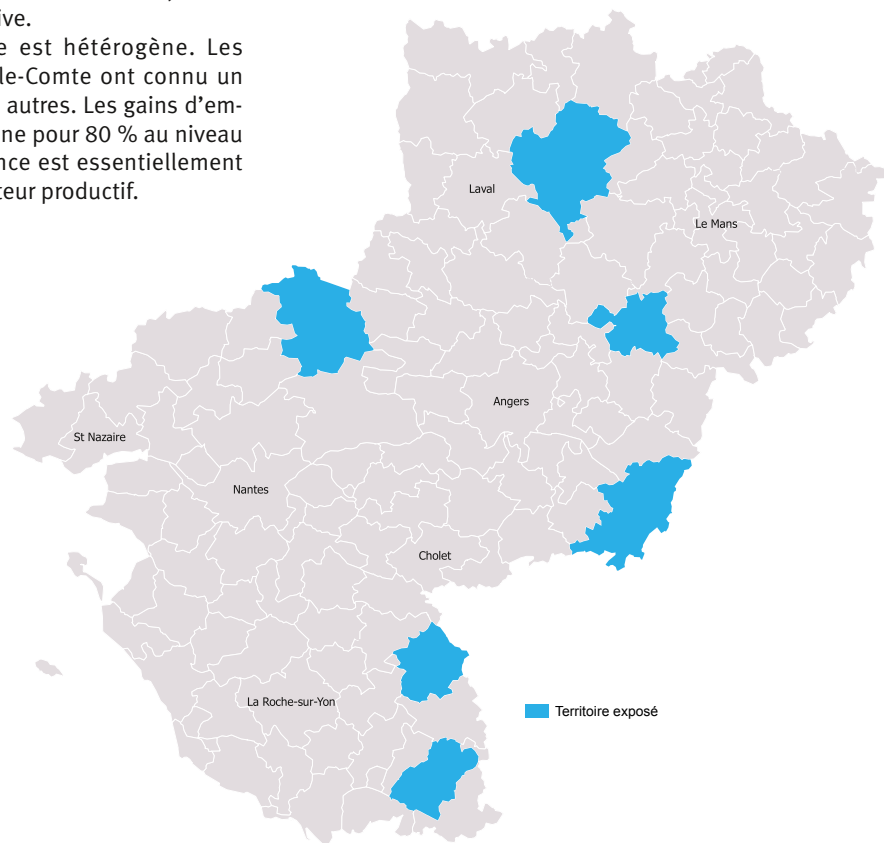 ive.
e est hétérogène. Les
le-Comte ont connu un
autres. Les gains d'em-
ne pour 80 % au niveau
nce est essentiellement
teur productif.
Laval
Le Mans
Angers
St Nazaire
Nantes
Cholet
La Roche-sur-Yon
Territoire exposé